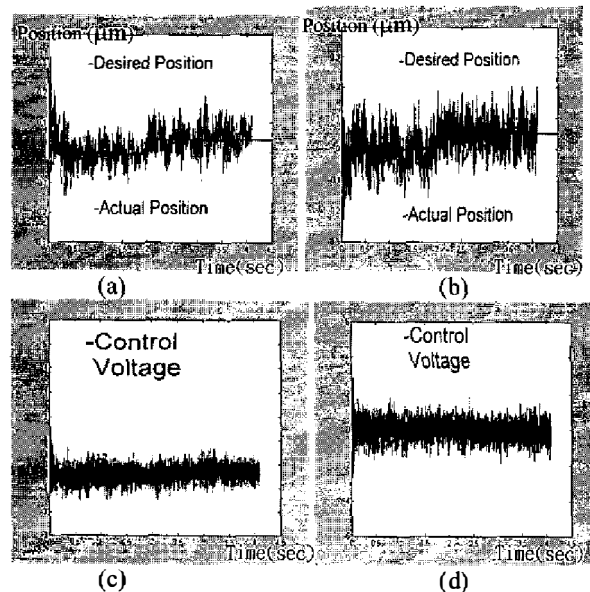 Position (μm)
-Desired Position
-Actual Position
Time(sec)
(a)
Position (μm)
-Desired Position
-Actual Position
Time(sec)
(b)
-Control
Voltage
Time(sec)
(c)
-Control
Voltage
Time(sec)
(d)